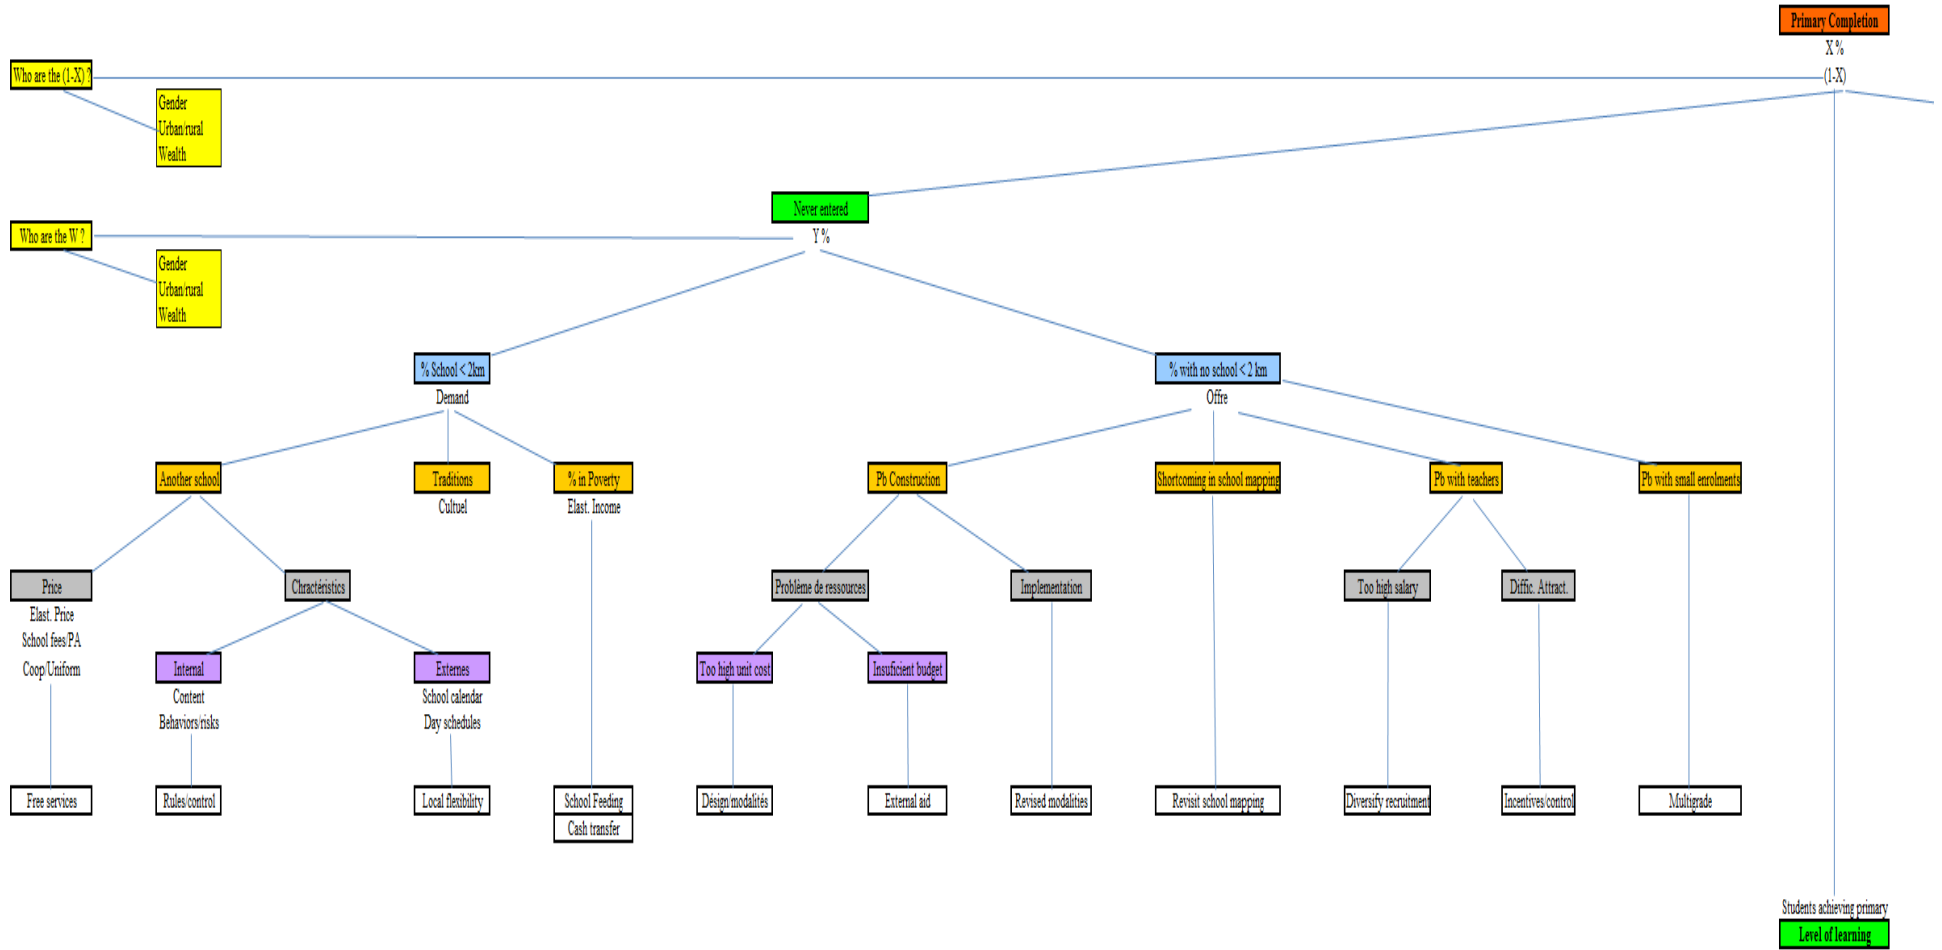 Primary Completion
X %
(1-X)
Who are the (1-X) ?
Gender
Urban/rural
Wealth
Never entered
Y %
Who are the W ?
Gender
Urban/rural
Wealth
% School < 2km
Demand
% with no school < 2 km
Offre
Another school
Traditions
Cultuel
% in Poverty
Elast. Income
Pb Construction
Shortcoming in school mapping
Pb with teachers
Pb with small enrolments
Price
Elast. Price
School fees/PA
Coop/Uniform
Chractéristics
Problème de ressources
Implementation
Too high salary
Diffic. Attract.
Internal
Content
Behaviors/risks
Externes
School calendar
Day schedules
Too high unit cost
Insuficient budget
Free services
Rules/control
Local flexibility
School Feeding
Cash transfer
Désign/modalités
External aid
Revised modalities
Revisit school mapping
Diversify recruitment
Incentives/control
Multigrade
Students achieving primary
Level of learning